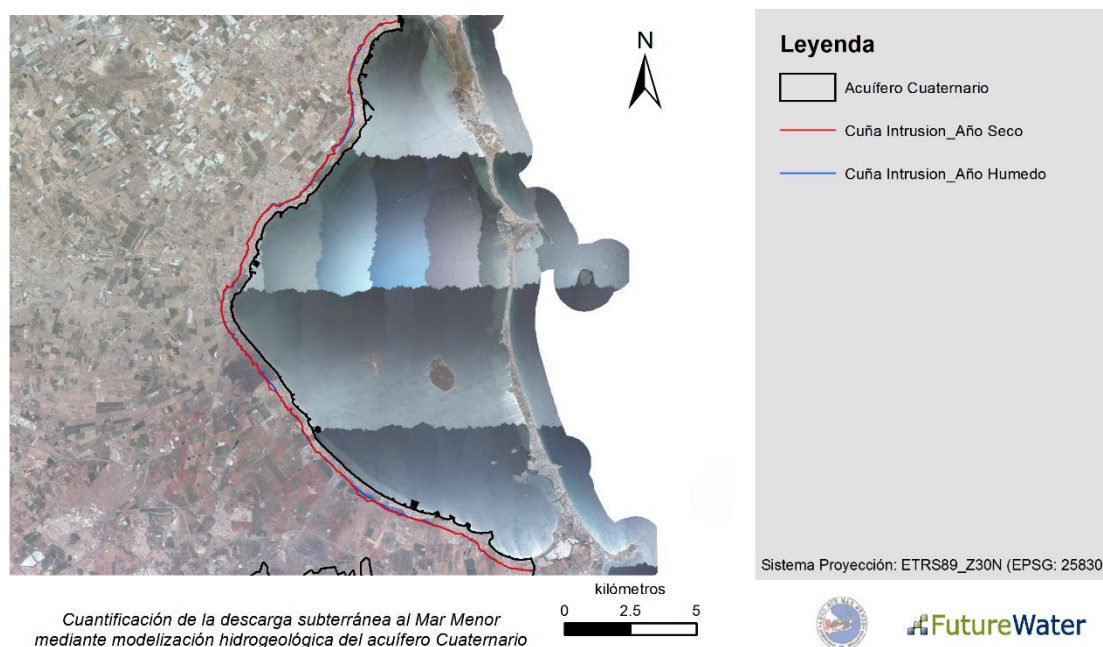 N
Leyenda
Acuífero Cuaternario
Cuña Intrusion_Año Seco
Cuña Intrusion_Año Humedo
Sistema Proyección: ETRS89_Z30N (EPSG: 25830
kilómetros
0 2.5 5
Cuantificación de la descarga subterránea al Mar Menor
mediante modelización hidrogeológica del acuífero Cuaternario
FutureWater